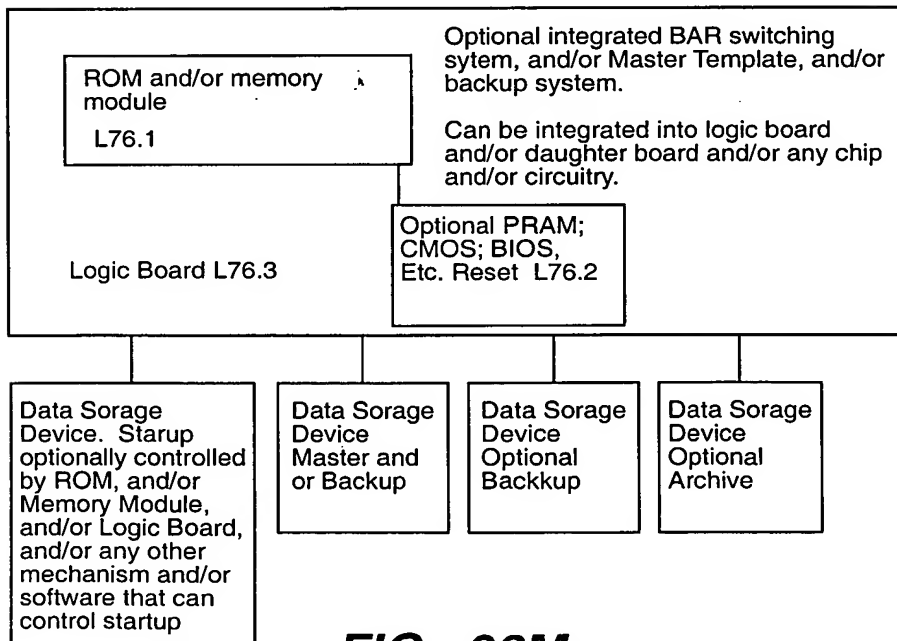 ROM and/or memory
module
L76.1
Optional integrated BAR switching
sytem, and/or Master Template, and/or
backup system.
Can be integrated into logic board
and/or daughter board and/or any chip
and/or circuitry.
Optional PRAM;
CMOS; BIOS,
Etc. Reset L76.2
Logic Board L76.3
Data Sorage
Device. Starup
optionally controlled
by ROM, and/or
Memory Module,
and/or Logic Board,
and/or any other
mechanism and/or
software that can
control startup
Data Sorage
Device
Master and
or Backup
Data Sorage
Device
Optional
Backkup
Data Sorage
Device
Optional
Archive